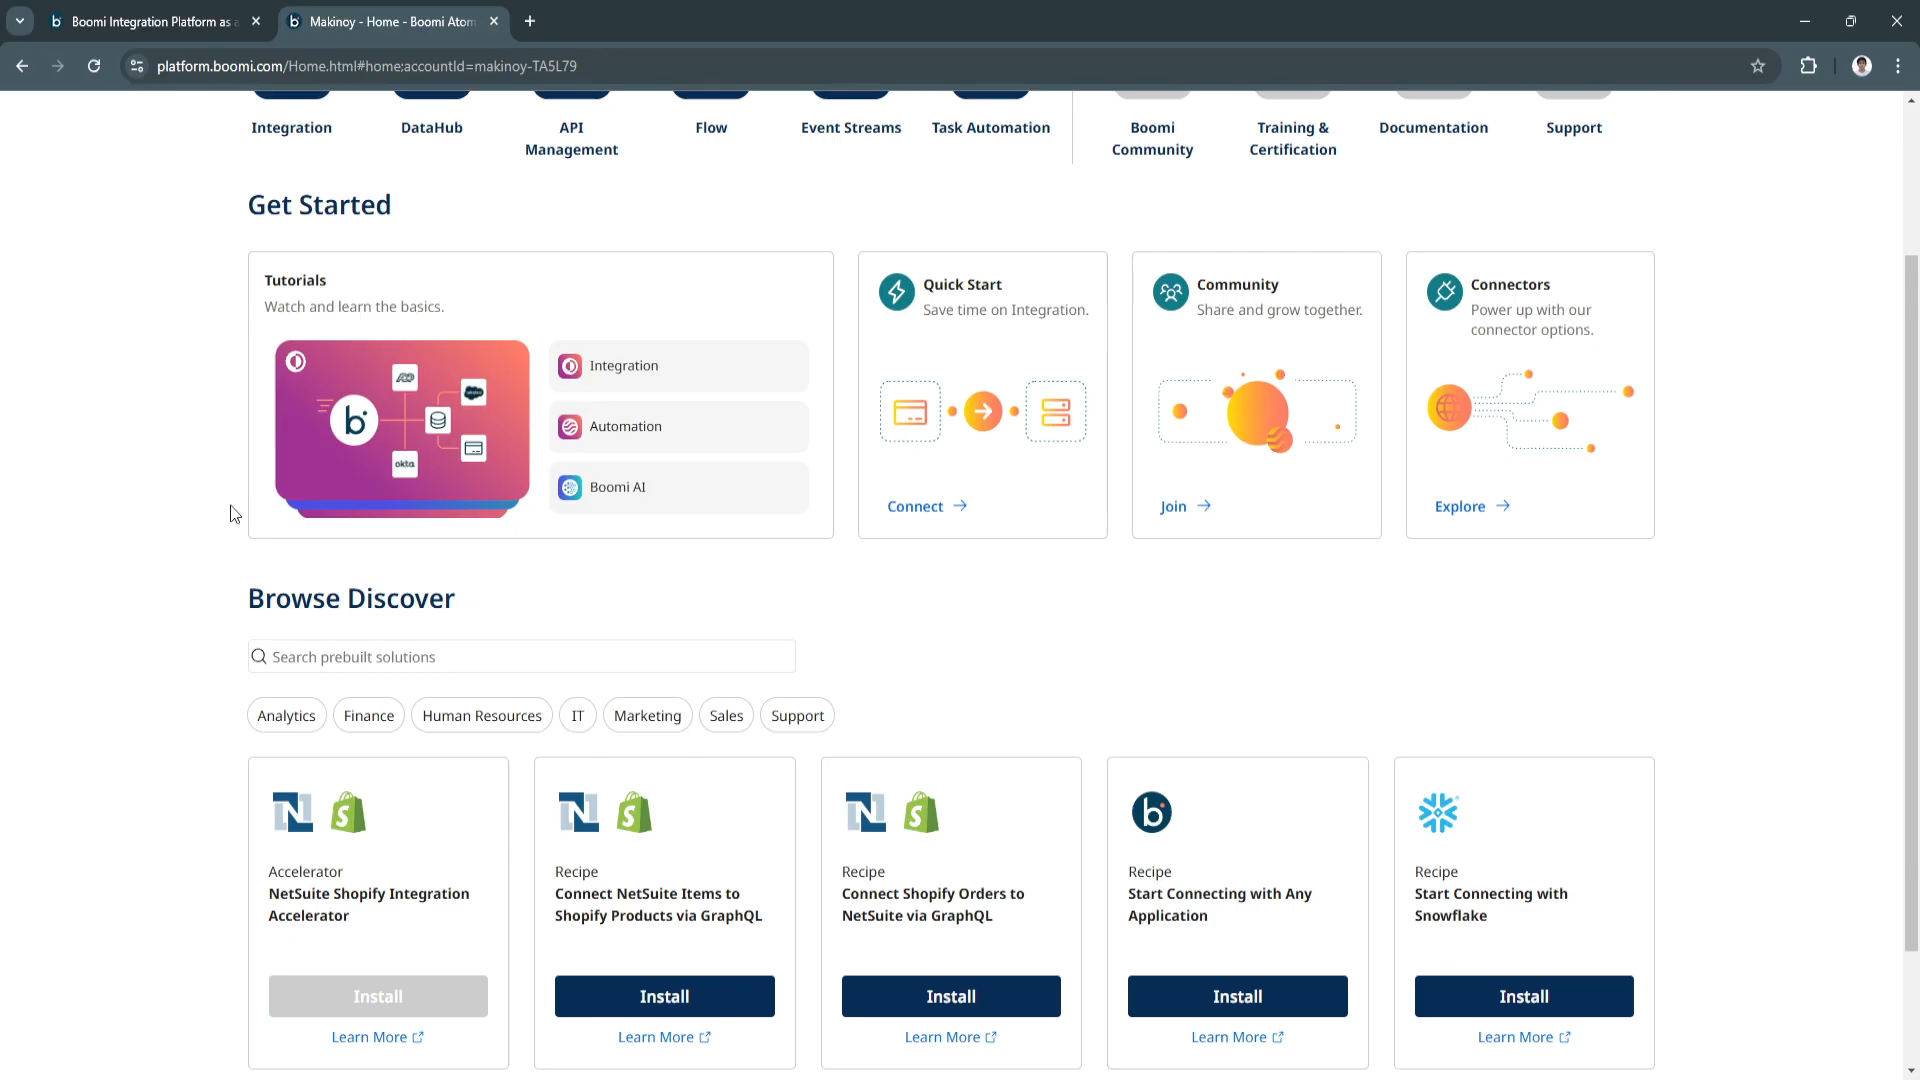 Boomi Integration Platform as a
Makinoy - Home - Boomi Atom
platform.boomi.com/Home.html#home;accountId=makinoy-TA5L79
Integration
DataHub
API
Management
Flow
Event Streams
Task Automation
Boomi
Community
Training &
Certification
Documentation
Support
Get Started
Tutorials
Watch and learn the basics.
b
okta
Integration
Automation
Boomi AI
Quick Start
Save time on Integration.
Connect
Community
Share and grow together.
Join
Connectors
Power up with our
connector options.
Explore
Browse Discover
Search prebuilt solutions
Analytics
Finance
Human Resources
IT
Marketing
Sales
Support
Accelerator
NetSuite Shopify Integration
Accelerator
Install
Learn More
Recipe
Connect NetSuite Items to
Shopify Products via GraphQL
Install
Learn More
Recipe
Connect Shopify Orders to
NetSuite via GraphQL
Install
Learn More
b
Recipe
Start Connecting with Any
Application
Install
Learn More
Recipe
Start Connecting with
Snowflake
Install
Learn More